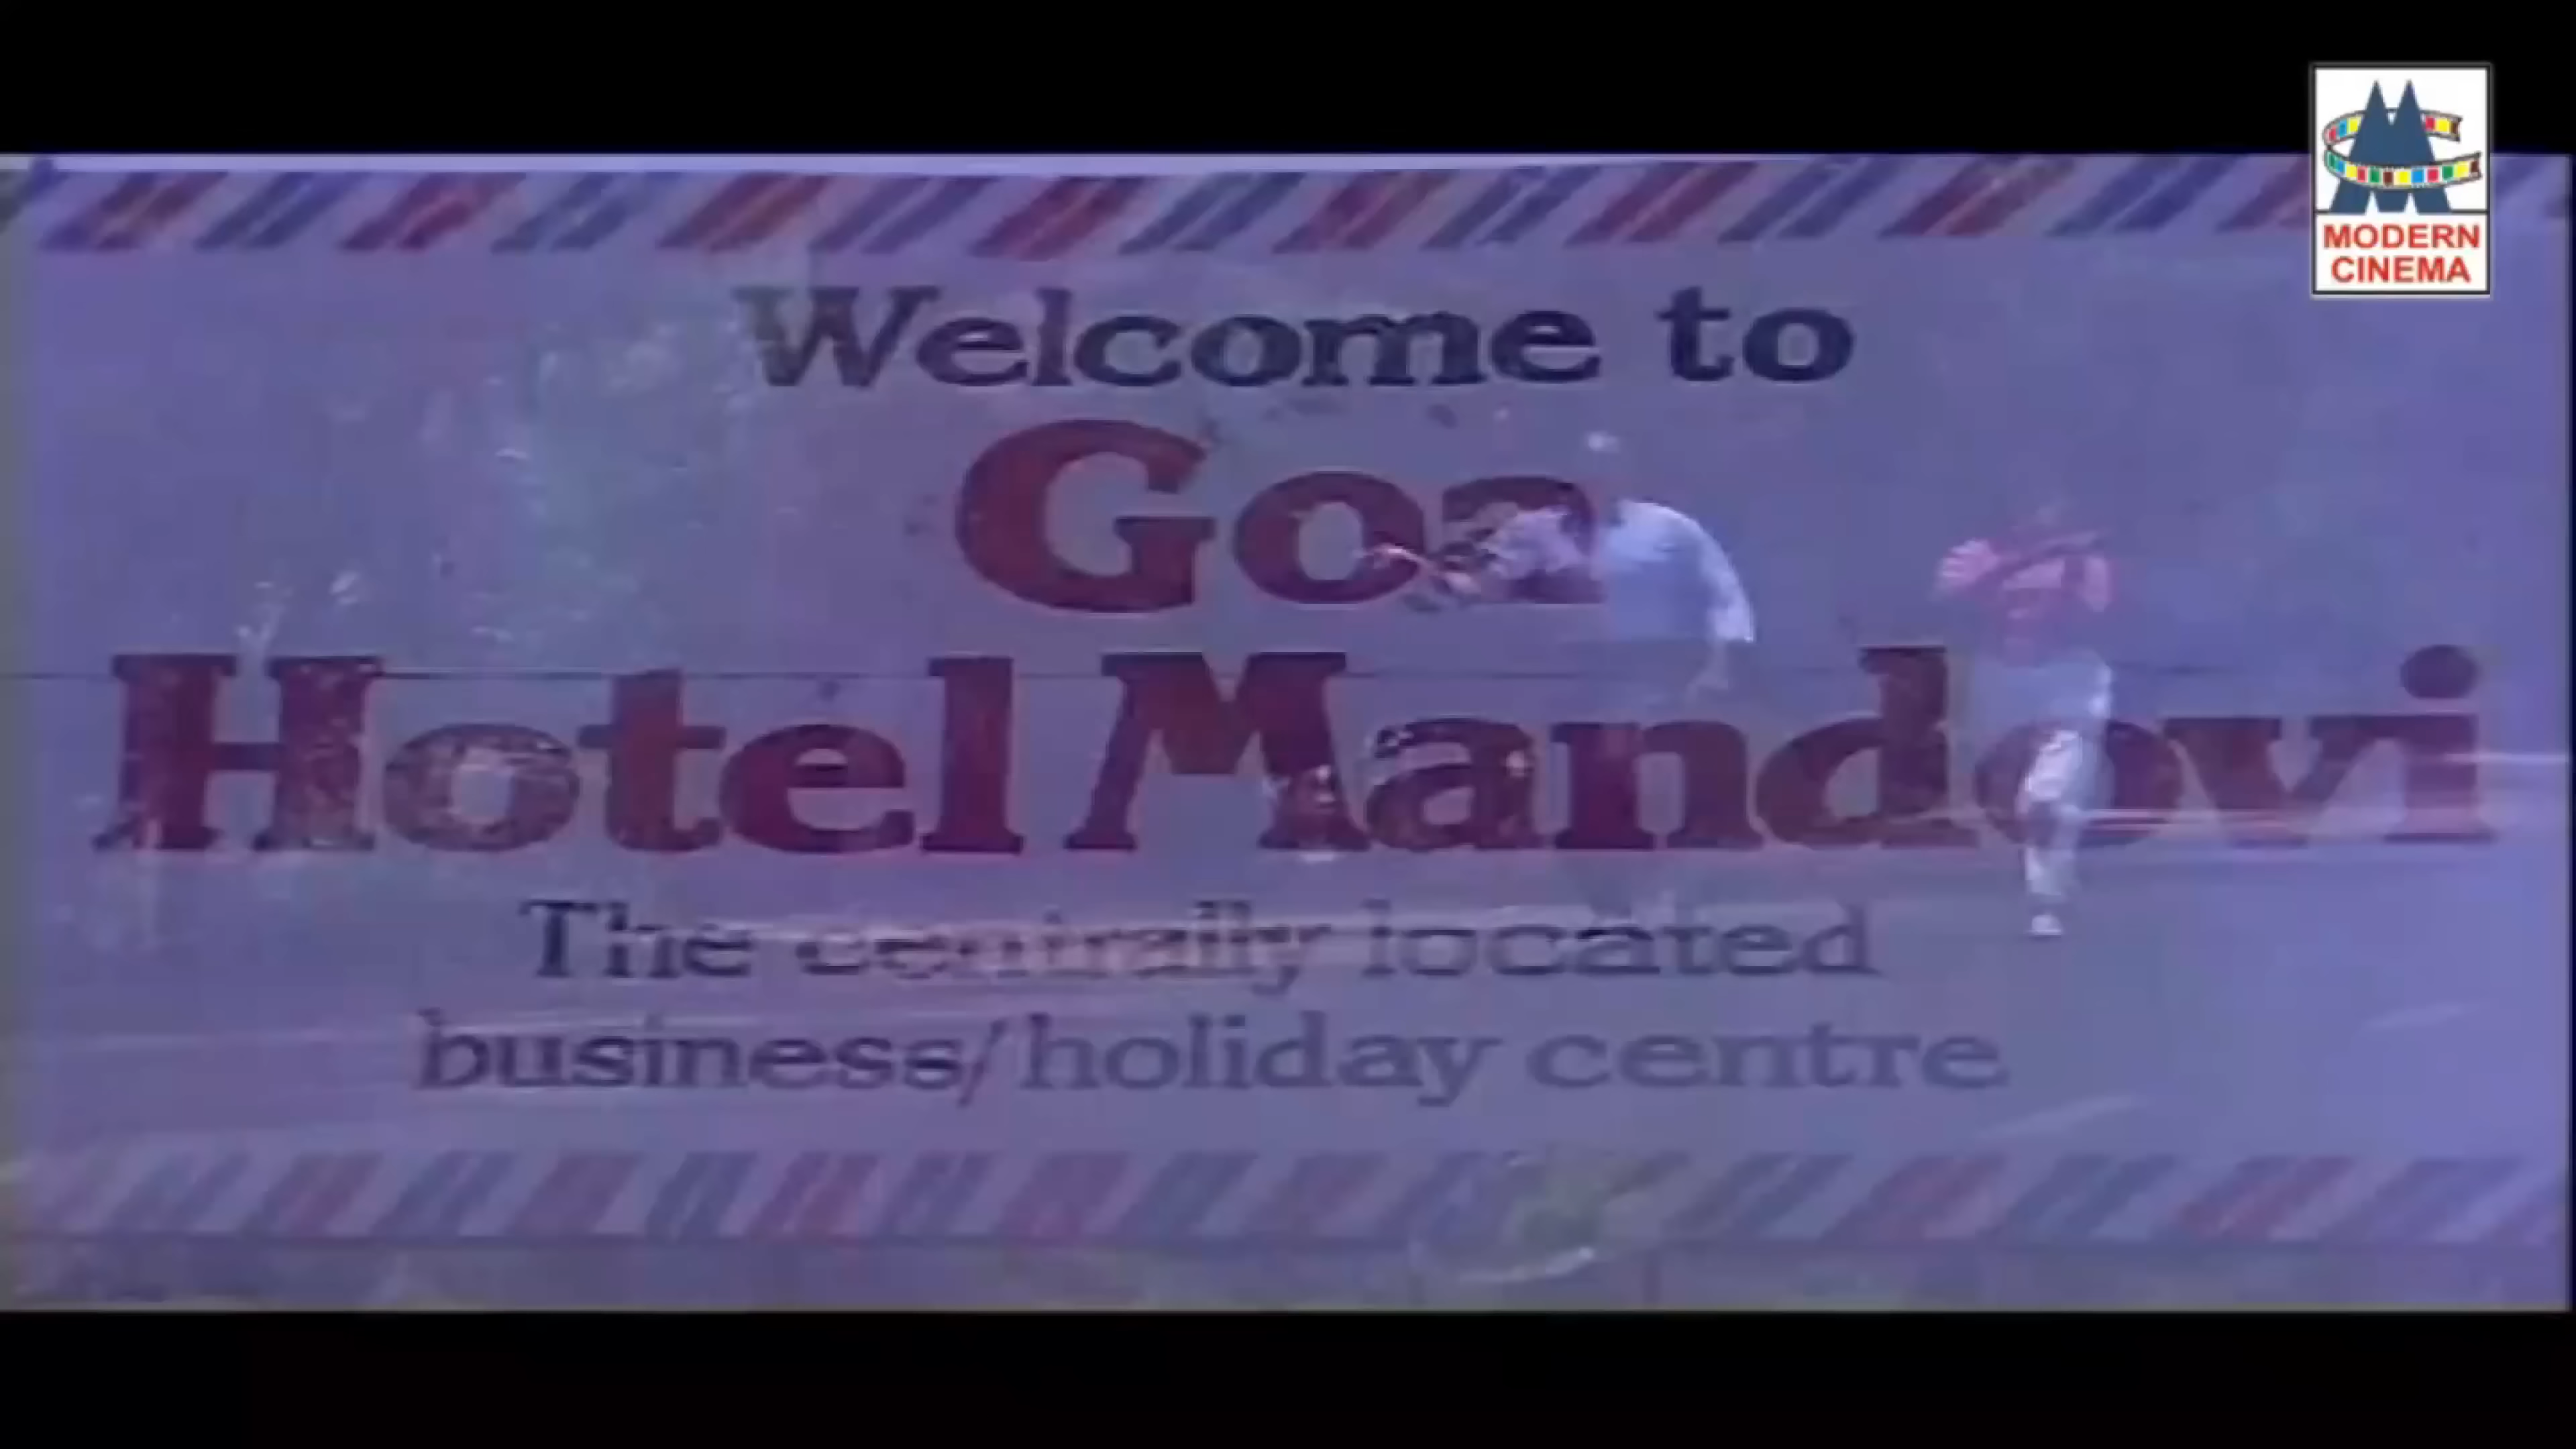 MODERN
CINEMA
Welcome to
Goa
Hotel Mandovi
The centrally located
business/holiday centre